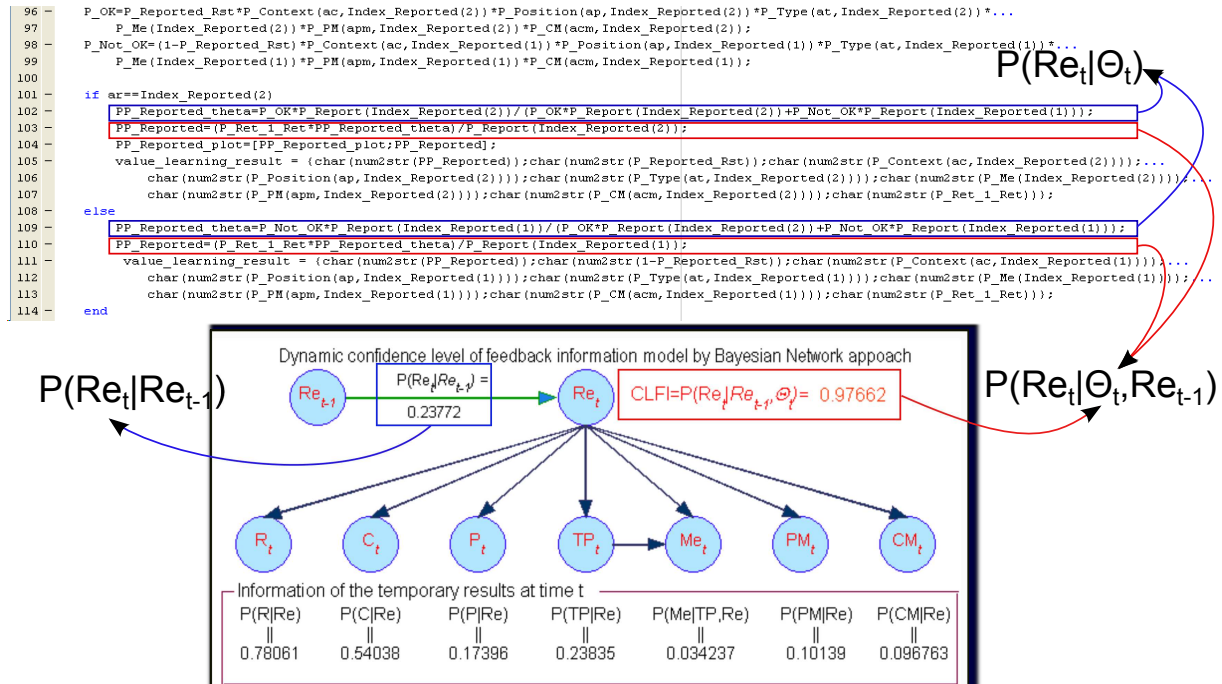 96 - P_OK=P_Reported_Rst*P_Context(ac,Index_Reported(2))*P_Position(ap,Index_Reported(2))*P_Type(at,Index_Reported(2))*...
97 P_Me(Index_Reported(2))*P_PM(apm,Index_Reported(2))*P_CM(acm,Index_Reported(2));
98 - P_Not_OK=(1-P_Reported_Rst)*P_Context(ac,Index_Reported(1))*P_Position(ap,Index_Reported(1))*P_Type(at,Index_Reported(1))*...
99 P_Me(Index_Reported(1))*P_PM(apm,Index_Reported(1))*P_CM(acm,Index_Reported(1));
P(Re_t|Θ_t)
100
101 - if ar==Index_Reported(2)
102 - PP_Reported_theta=P_OK*P_Report(Index_Reported(2))/(P_OK*P_Report(Index_Reported(2))+P_Not_OK*P_Report(Index_Reported(1)));
103 - PP_Reported=(P_Ret_1_Ret*PP_Reported_theta)/P_Report(Index_Reported(2));
104 - PP_Reported_plot=[PP_Reported_plot;PP_Reported];
105 - value_learning_result = {char(num2str(PP_Reported));char(num2str(P_Reported_Rst));char(num2str(P_Context(ac,Index_Reported(2))));...
106 char(num2str(P_Position(ap,Index_Reported(2))));char(num2str(P_Type(at,Index_Reported(2))));char(num2str(P_Me(Index_Reported(2))));...
107 char(num2str(P_PM(apm,Index_Reported(2))));char(num2str(P_CM(acm,Index_Reported(2))));char(num2str(P_Ret_1_Ret))};
108 - else
109 - PP_Reported_theta=P_Not_OK*P_Report(Index_Reported(1))/(P_OK*P_Report(Index_Reported(2))+P_Not_OK*P_Report(Index_Reported(1)));
110 - PP_Reported=(P_Ret_1_Ret*PP_Reported_theta)/P_Report(Index_Reported(1));
111 - value_learning_result = {char(num2str(PP_Reported));char(num2str(1-P_Reported_Rst));char(num2str(P_Context(ac,Index_Reported(1))));...
112 char(num2str(P_Position(ap,Index_Reported(1))));char(num2str(P_Type(at,Index_Reported(1))));char(num2str(P_Me(Index_Reported(1))));...
113 char(num2str(P_PM(apm,Index_Reported(1))));char(num2str(P_CM(acm,Index_Reported(1))));char(num2str(P_Ret_1_Ret))};
114 - end
Dynamic confidence level of feedback information model by Bayesian Network appoach
P(Re_t|Re_t-1)
Re_t-1
P(Re_t|Re_t-1) =
0.23772
Re_t
CLFI=P(Re_t|Re_t-1,Θ_t)= 0.97662
P(Re_t|Θ_t,Re_t-1)
R_t C_t P_t TP_t Me_t PM_t CM_t
Information of the temporary results at time t
P(R|Re) P(C|Re) P(P|Re) P(TP|Re) P(Me|TP,Re) P(PM|Re) P(CM|Re)
|| || || || || || ||
0.78061 0.54038 0.17396 0.23835 0.034237 0.10139 0.096763